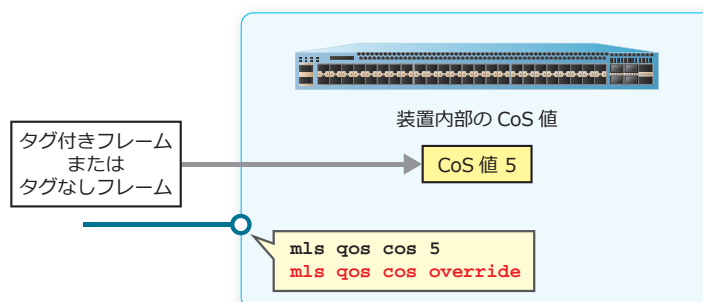 装置内部の CoS 値
タグ付きフレーム
または
タグなしフレーム
CoS 値 5
mls qos cos 5
mls qos cos override